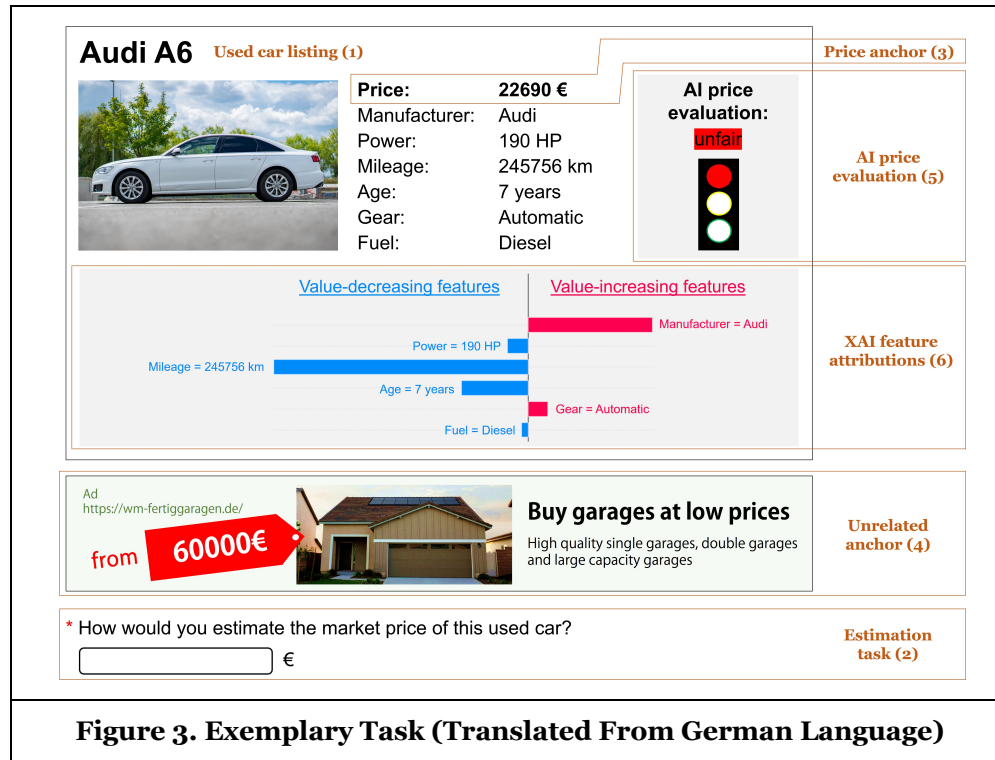 Audi A6 Used car listing (1)
Price anchor (3)
Price: 22690 €
Manufacturer: Audi
Power: 190 HP
Mileage: 245756 km
Age: 7 years
Gear: Automatic
Fuel: Diesel
AI price
evaluation:
unfair
AI price
evaluation (5)
Value-decreasing features Value-increasing features
Manufacturer = Audi
Power = 190 HP
Mileage = 245756 km
Age = 7 years
Gear = Automatic
Fuel = Diesel
XAI feature
attributions (6)
Ad
https://wm-fertiggaragen.de/
from 60000€
Buy garages at low prices
High quality single garages, double garages
and large capacity garages
Unrelated
anchor (4)
* How would you estimate the market price of this used car?
€
Estimation
task (2)
Figure 3. Exemplary Task (Translated From German Language)